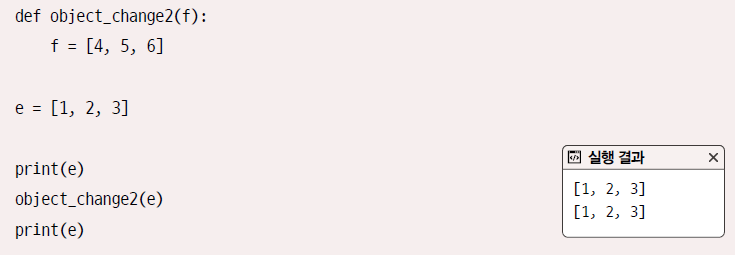 def object_change2(f):
    f = [4, 5, 6]
e = [1, 2, 3]
print(e)
object_change2(e)
print(e)
실행 결과
[1, 2, 3]
[1, 2, 3]